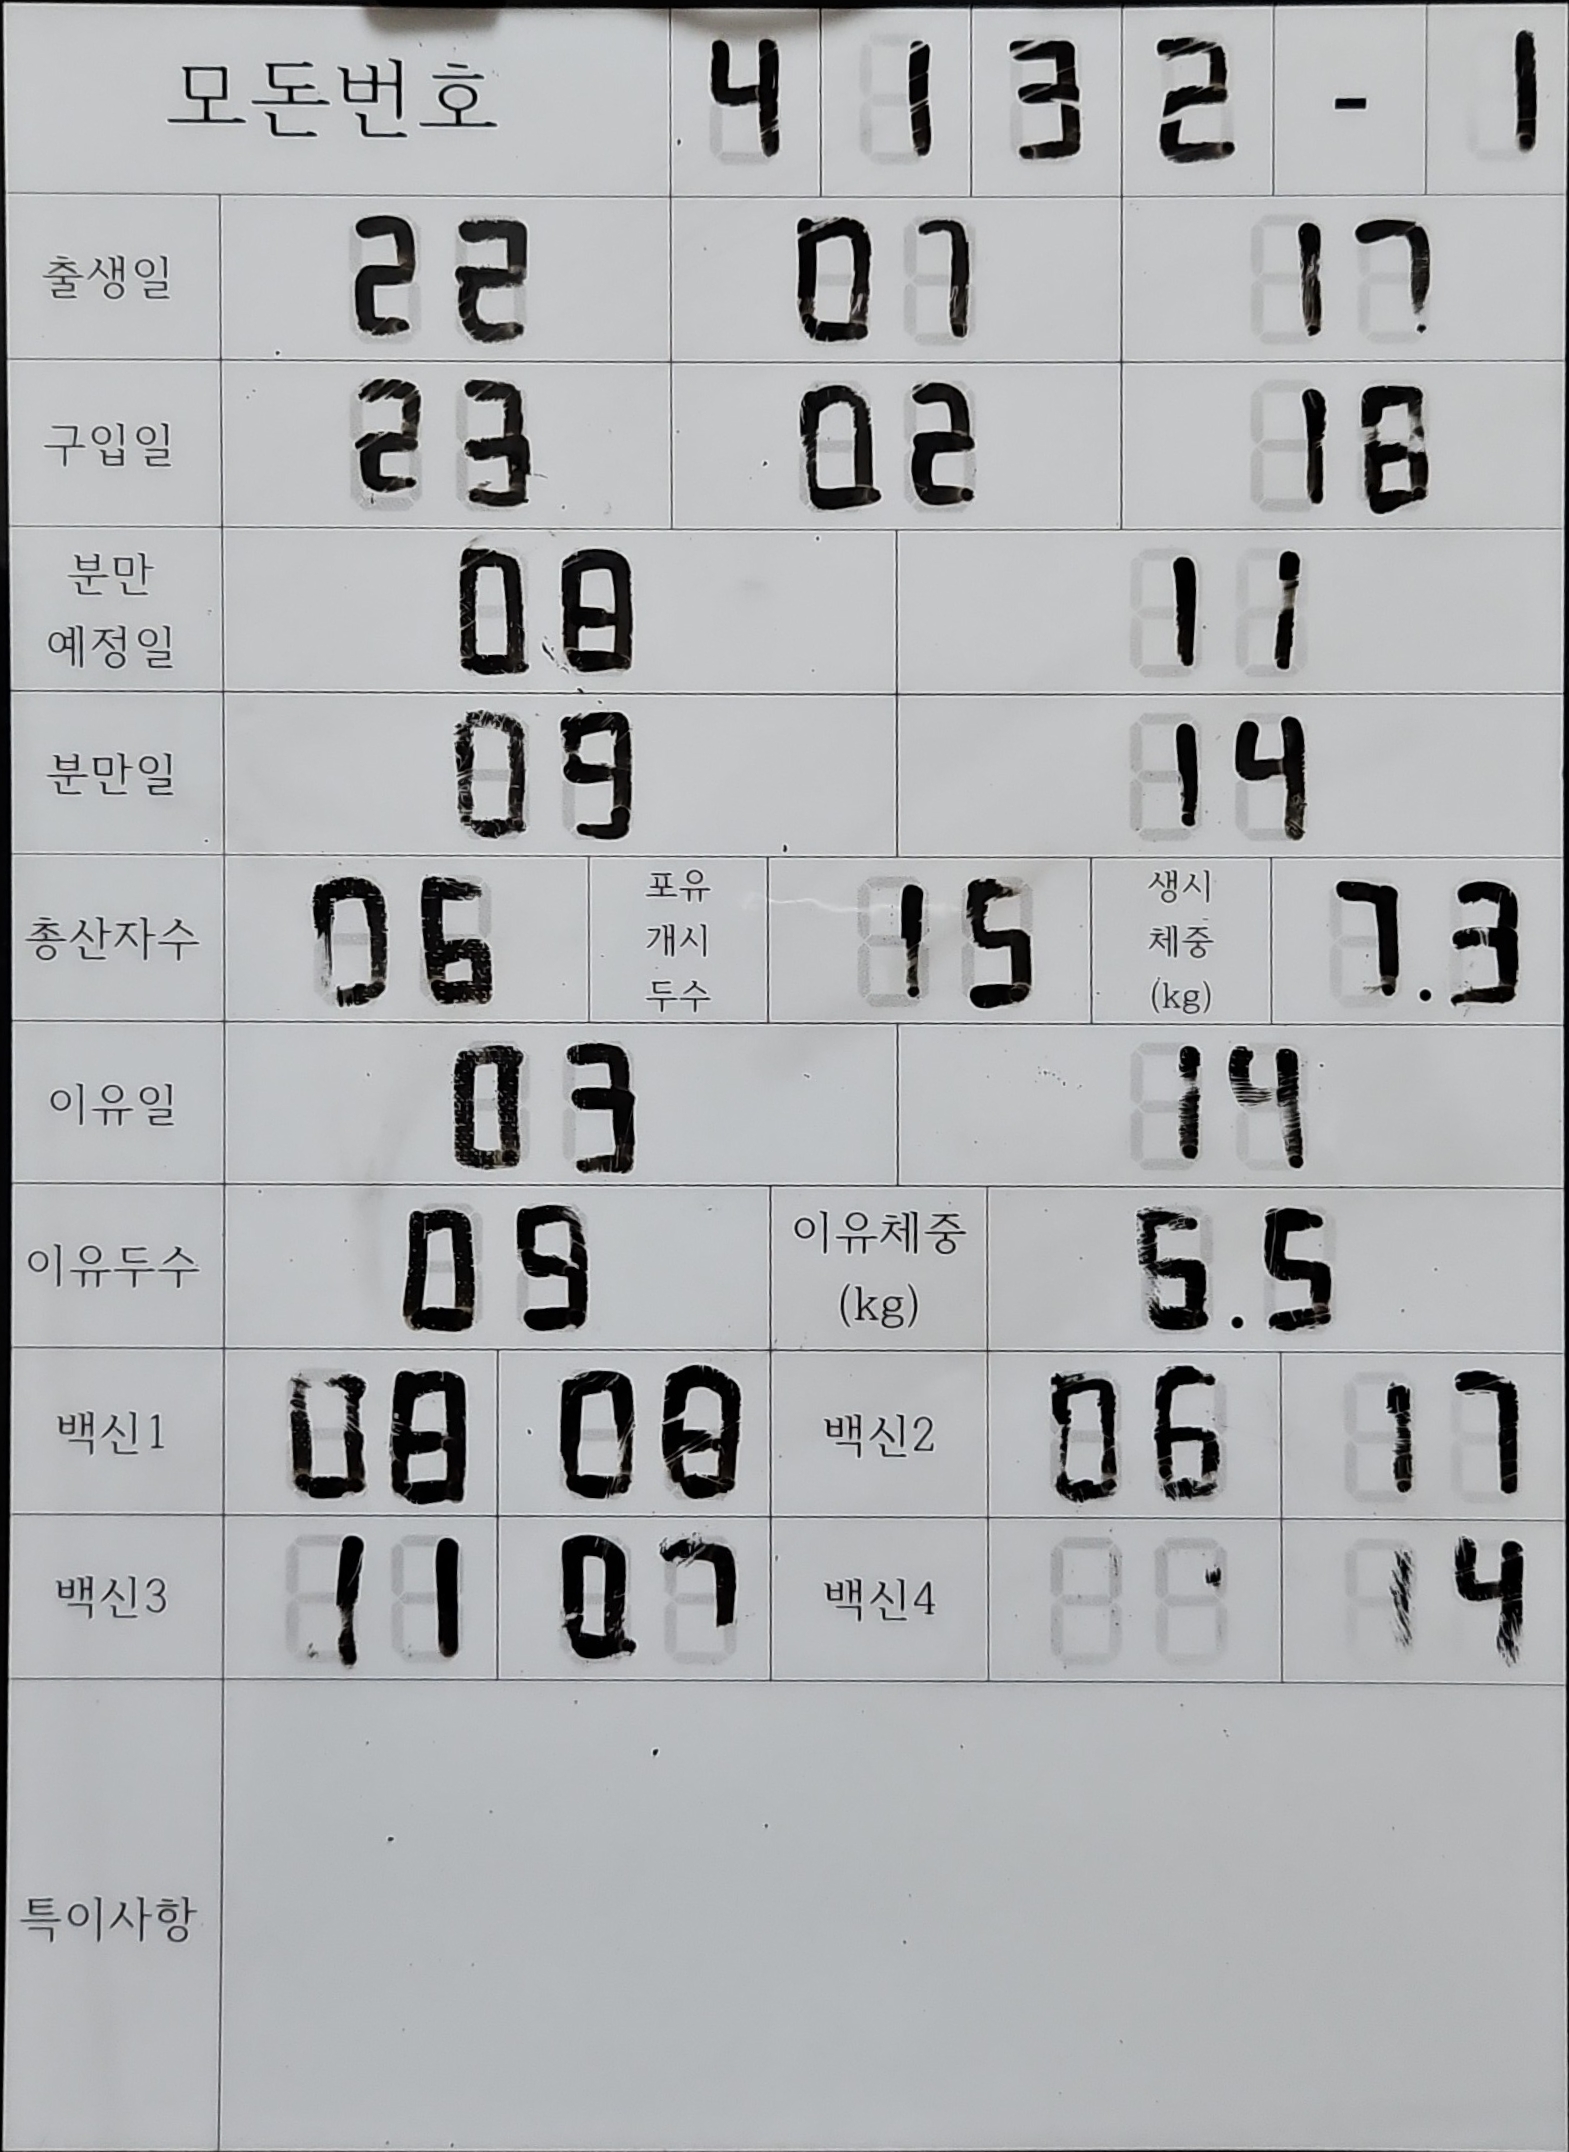 모돈번호 4 1 3 2 - 1
출생일 22 07 17
구입일 23 02 18
분만 예정일 08 11
분만일 09 14
총산자수 06 포유 개시 두수 15 생시 체중 (kg) 7.3
이유일 03 14
이유두수 09 이유체중 (kg) 6.5
백신1 08 08 백신2 06 17
백신3 11 07 백신4 14
특이사항